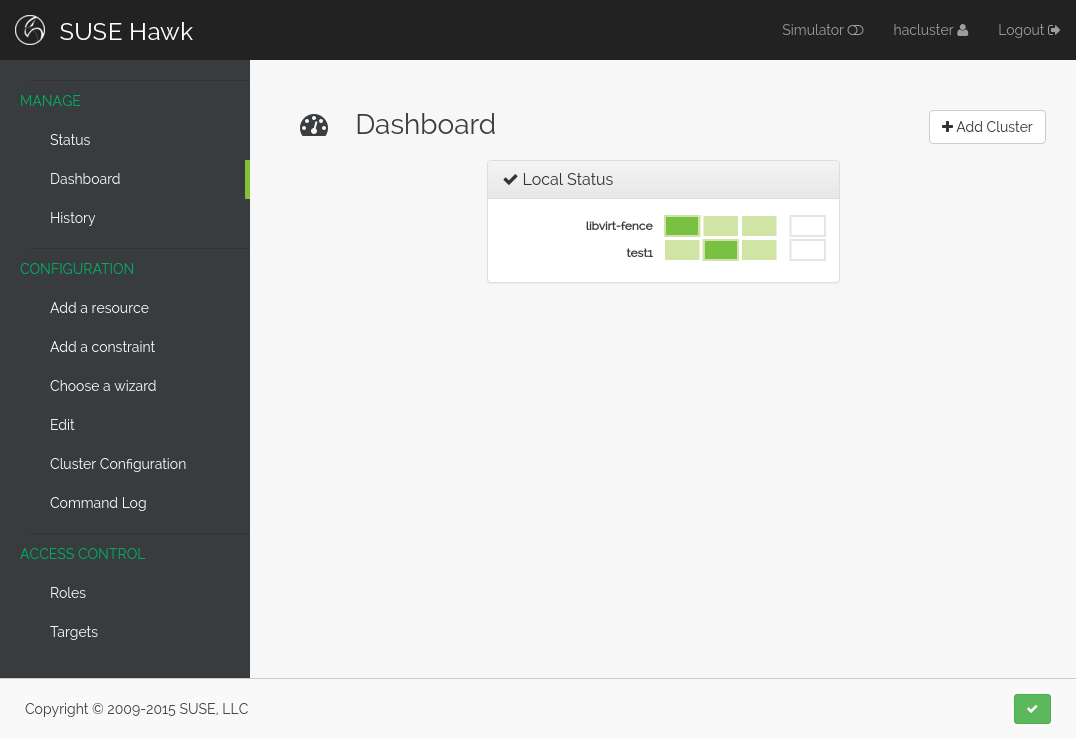 SUSE Hawk
Simulator
hacluster
Logout
MANAGE
Status
Dashboard
History
CONFIGURATION
Add a resource
Add a constraint
Choose a wizard
Edit
Cluster Configuration
Command Log
ACCESS CONTROL
Roles
Targets
Dashboard
Add Cluster
Local Status
libvirt-fence
test1
Copyright © 2009-2015 SUSE, LLC